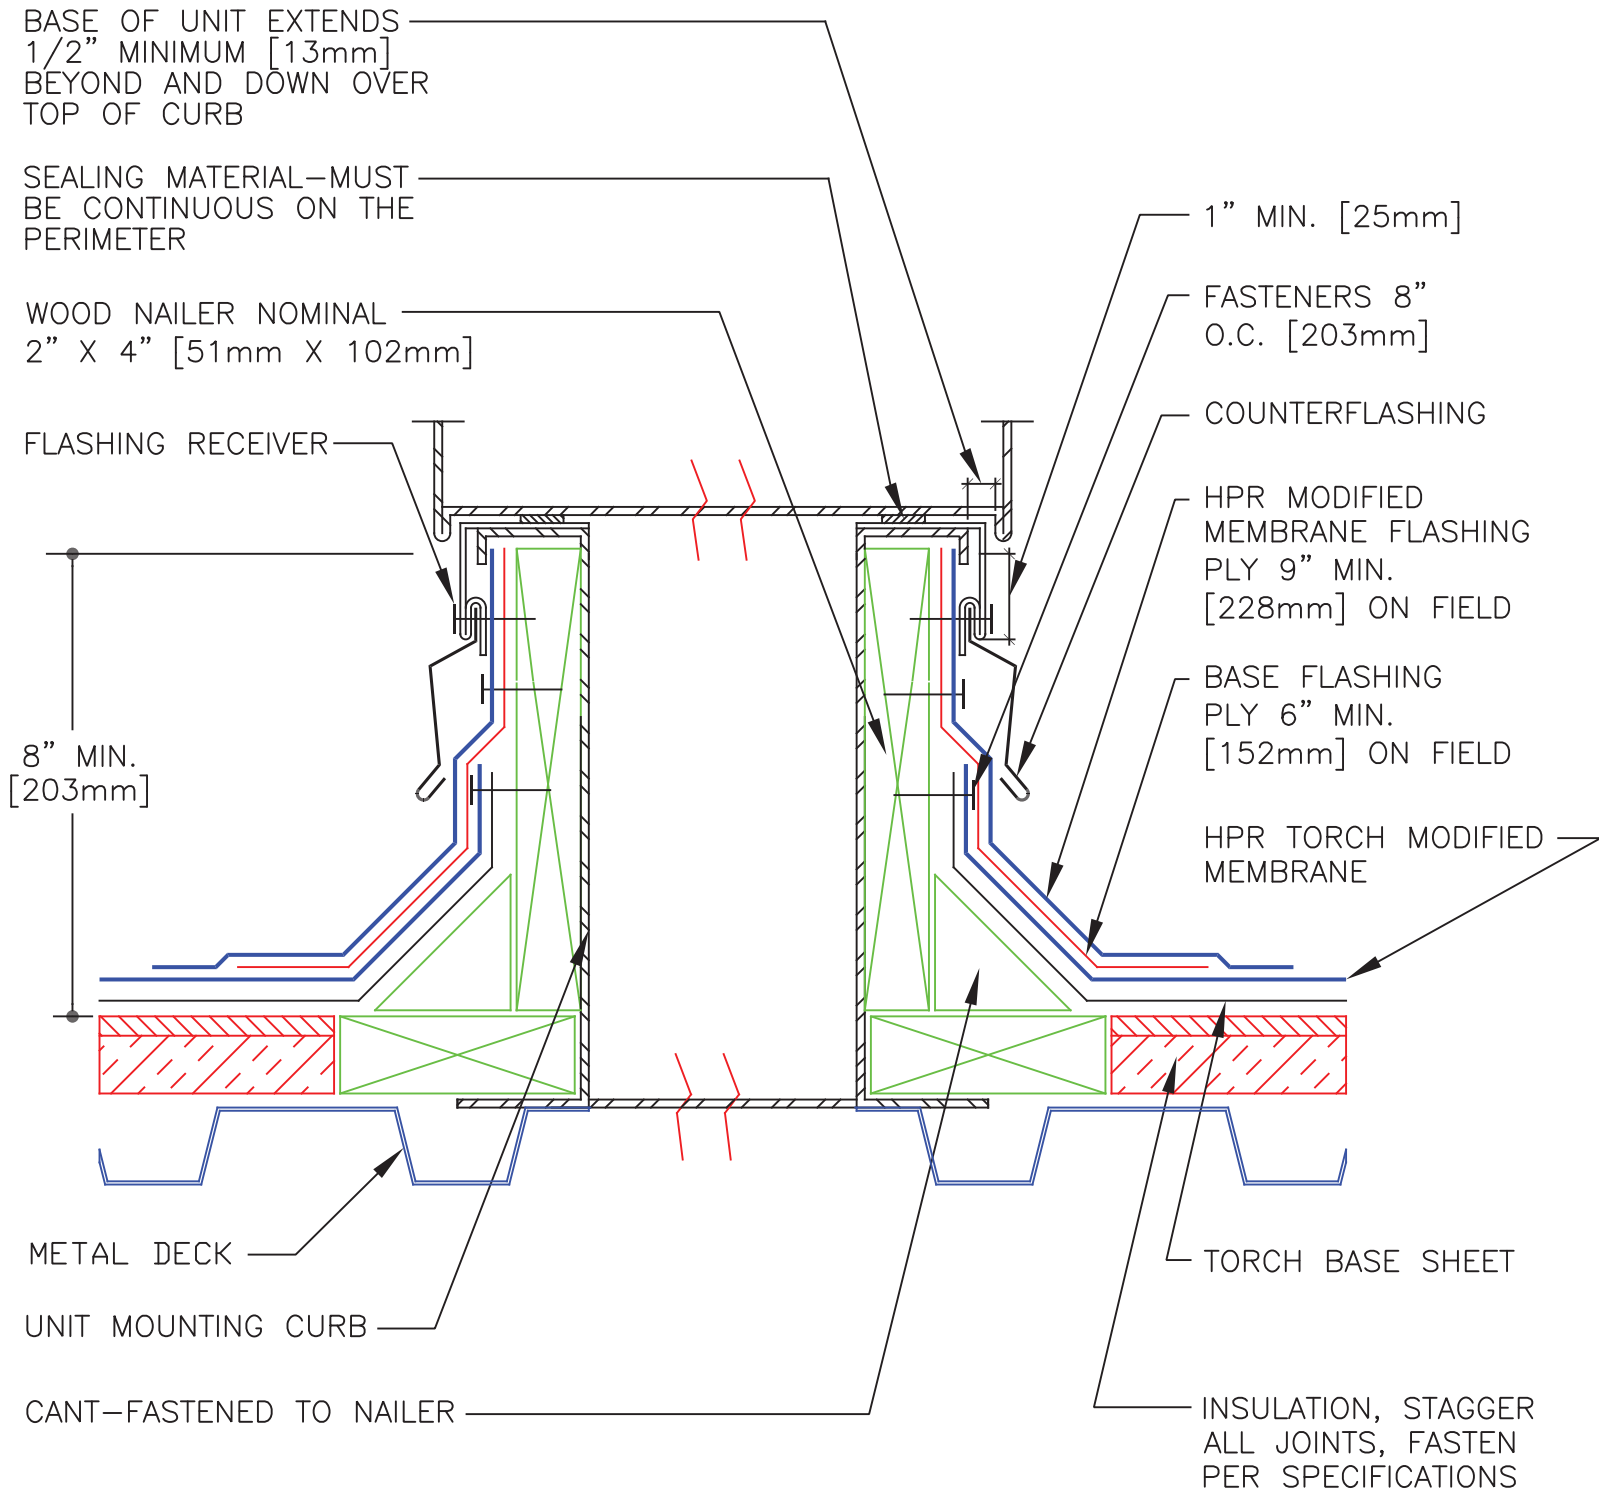 BASE OF UNIT EXTENDS
1/2” MINIMUM [13mm]
BEYOND AND DOWN OVER
TOP OF CURB
SEALING MATERIAL–MUST
BE CONTINUOUS ON THE
PERIMETER
WOOD NAILER NOMINAL
2” X 4” [51mm X 102mm]
FLASHING RECEIVER
8” MIN.
[203mm]
METAL DECK
UNIT MOUNTING CURB
CANT–FASTENED TO NAILER
1” MIN. [25mm]
FASTENERS 8”
O.C. [203mm]
COUNTERFLASHING
HPR MODIFIED
MEMBRANE FLASHING
PLY 9” MIN.
[228mm] ON FIELD
BASE FLASHING
PLY 6” MIN.
[152mm] ON FIELD
HPR TORCH MODIFIED
MEMBRANE
TORCH BASE SHEET
INSULATION, STAGGER
ALL JOINTS, FASTEN
PER SPECIFICATIONS